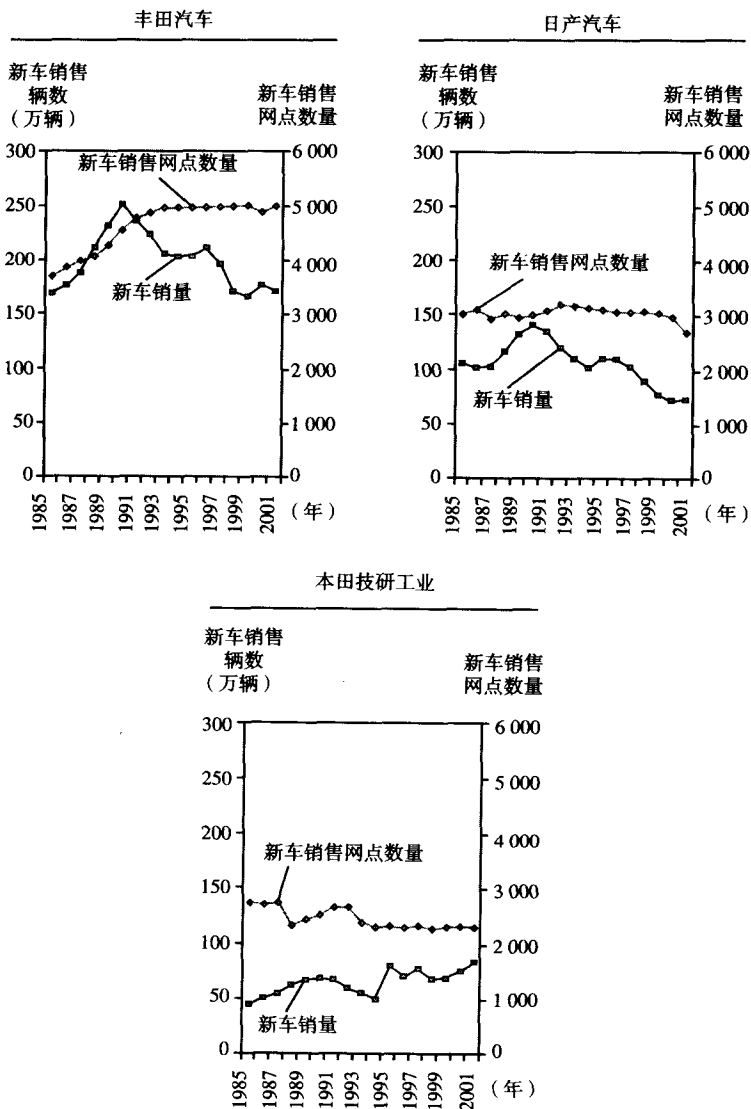 丰田汽车
新车销售
辆数
（万辆）
新车销售
网点数量
300
250
200
150
100
50
0
6 000
5 000
4 000
3 000
2 000
1 000
0
新车销售网点数量
新车销量
1985
1987
1989
1991
1993
1995
1997
1999
2001
（年）
日产汽车
新车销售
辆数
（万辆）
新车销售
网点数量
300
250
200
150
100
50
0
6 000
5 000
4 000
3 000
2 000
1 000
0
新车销售网点数量
新车销量
1985
1987
1989
1991
1993
1995
1997
1999
2001
（年）
本田技研工业
新车销售
辆数
（万辆）
新车销售
网点数量
300
250
200
150
100
50
0
6 000
5 000
4 000
3 000
2 000
1 000
0
新车销售网点数量
新车销量
1985
1987
1989
1991
1993
1995
1997
1999
2001
（年）